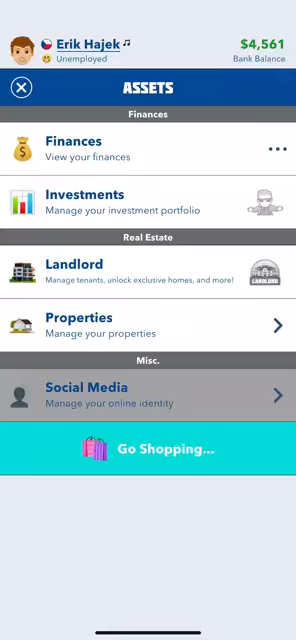 Erik Hajek
$4,561
Unemployed
Bank Balance
ASSETS
Finances
Finances
View your finances
Investments
Manage your investment portfolio
Real Estate
Landlord
Manage tenants, unlock exclusive homes, and more!
LANDLORD
Properties
Manage your properties
Misc.
Social Media
Manage your online identity
Go Shopping...